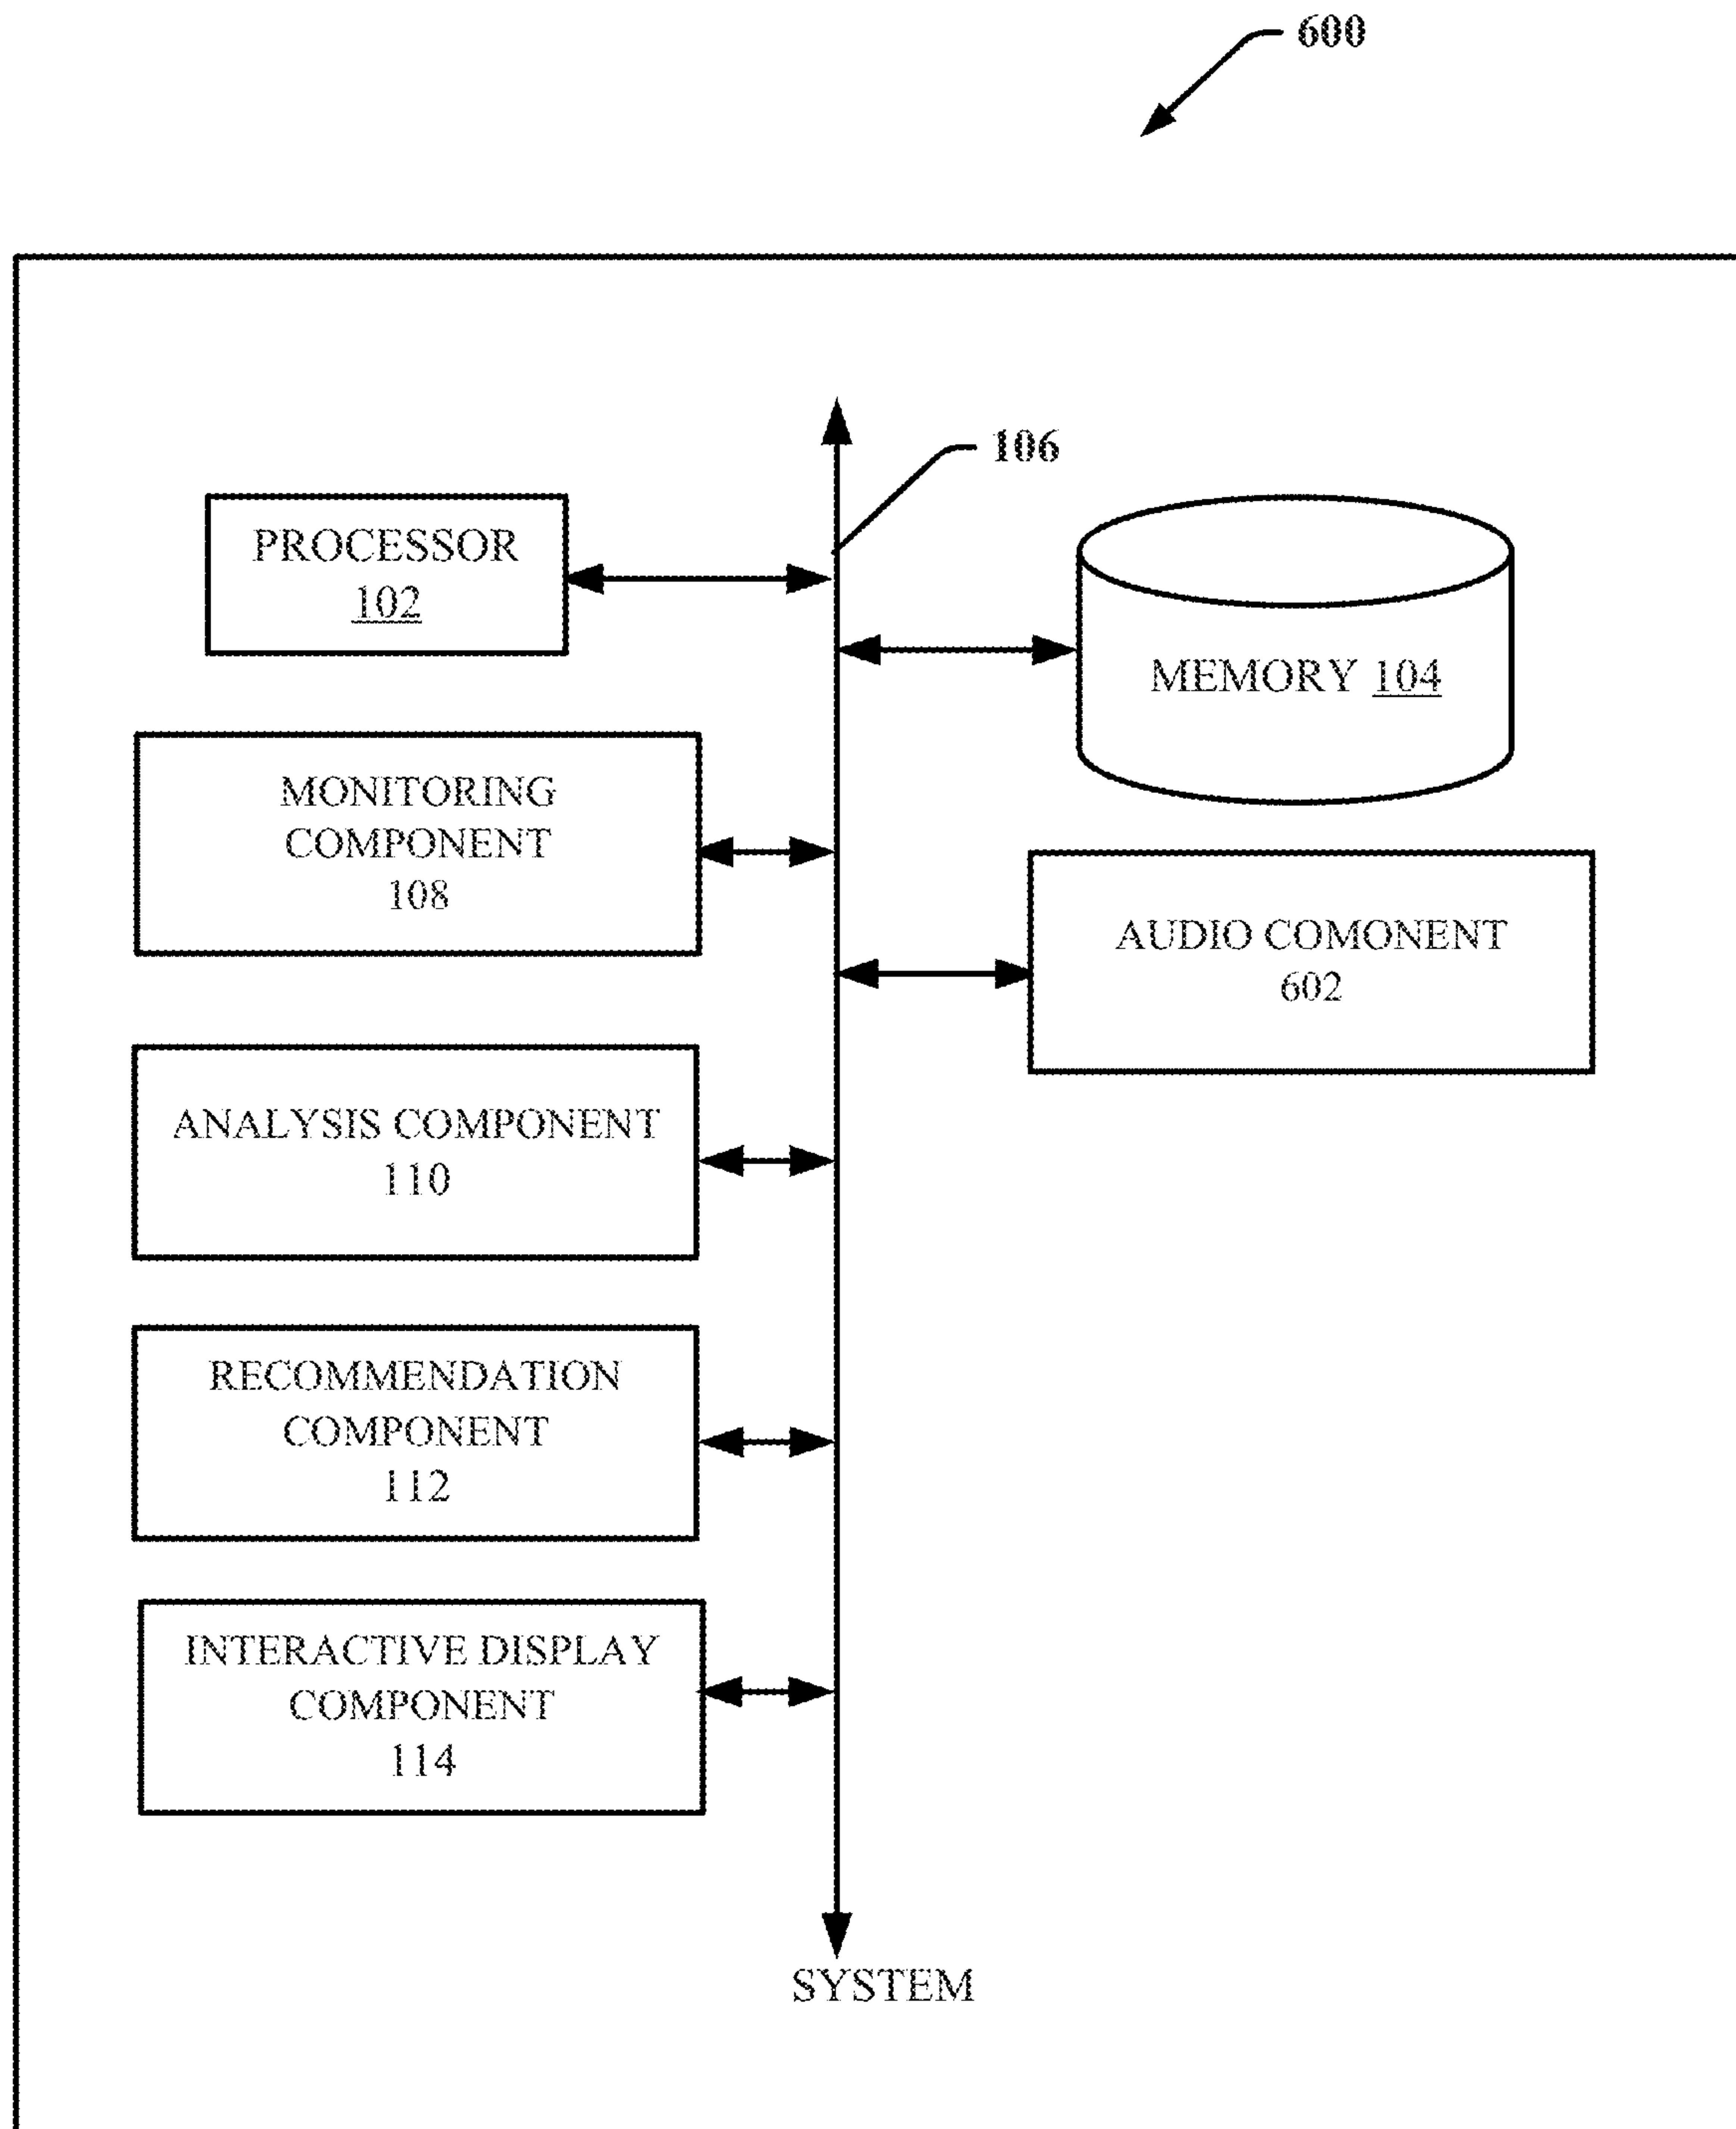 600
106
PROCESSOR
102
MEMORY 104
MONITORING
COMPONENT
108
AUDIO COMONENT
602
ANALYSIS COMPONENT
110
RECOMMENDATION
COMPONENT
112
INTERACTIVE DISPLAY
COMPONENT
114
SYSTEM